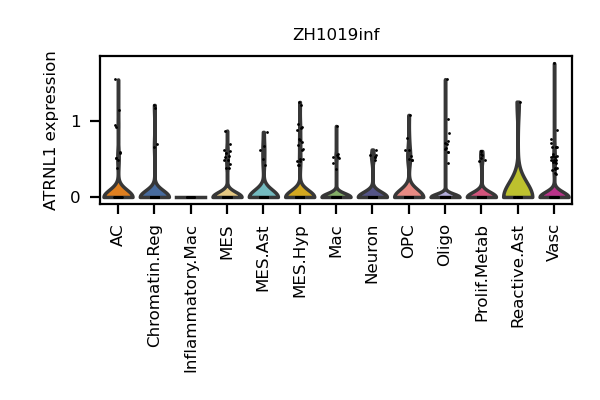 ZH1019inf
ATRNL1 expression
1
0
AC
Chromatin.Reg
Inflammatory.Mac
MES
MES.Ast
MES.Hyp
Mac
Neuron
OPC
Oligo
Prolif.Metab
Reactive.Ast
Vasc